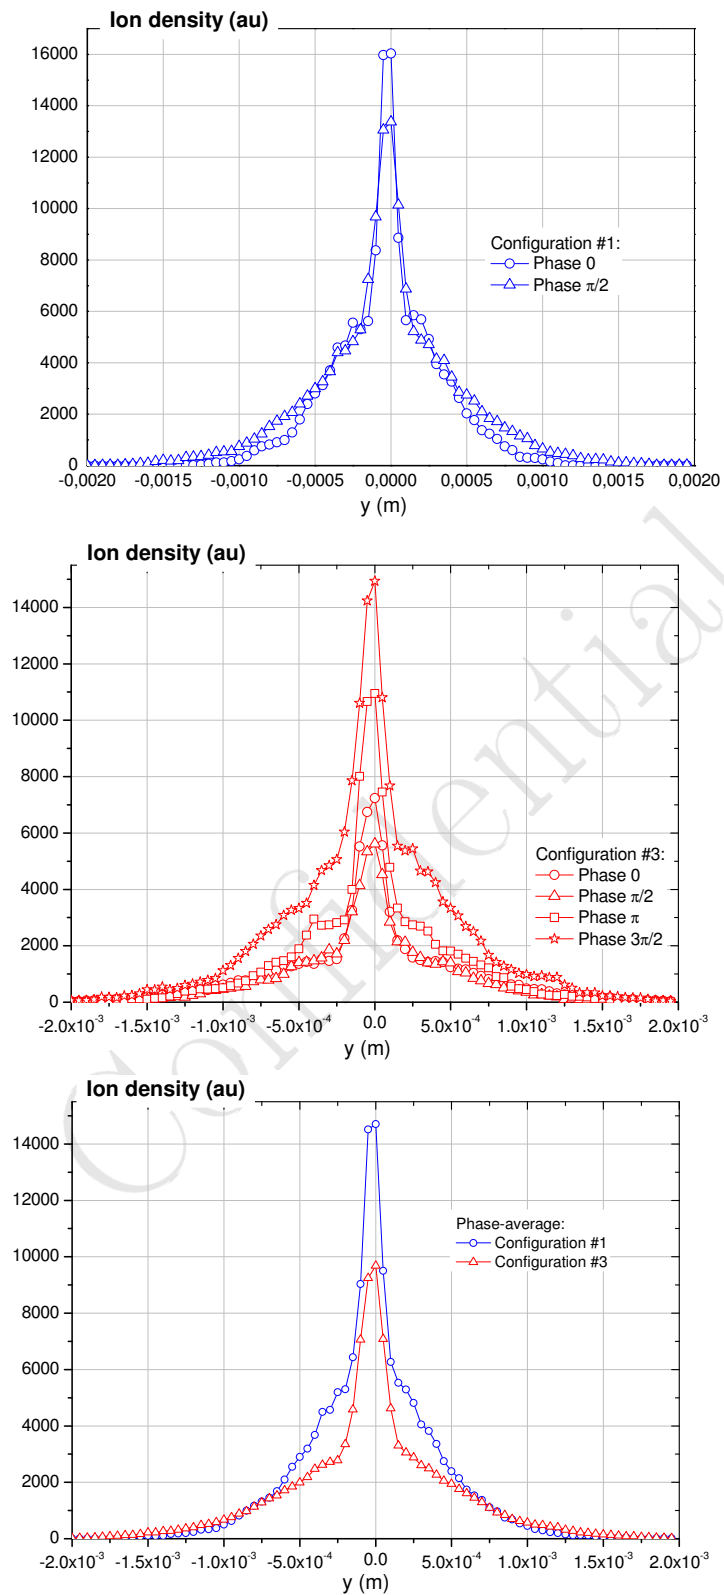 Ion density (au)
16000
14000
12000
10000
8000
6000
4000
2000
0
Configuration #1:
Phase 0
Phase π/2
-0,0020 -0,0015 -0,0010 -0,0005 0,0000 0,0005 0,0010 0,0015 0,0020
y (m)
Ion density (au)
14000
12000
10000
8000
6000
4000
2000
0
Configuration #3:
Phase 0
Phase π/2
Phase π
Phase 3π/2
-2.0x10⁻³ -1.5x10⁻³ -1.0x10⁻³ -5.0x10⁻⁴ 0.0 5.0x10⁻⁴ 1.0x10⁻³ 1.5x10⁻³ 2.0x10⁻³
y (m)
Ion density (au)
14000
12000
10000
8000
6000
4000
2000
0
Phase-average:
Configuration #1
Configuration #3
-2.0x10⁻³ -1.5x10⁻³ -1.0x10⁻³ -5.0x10⁻⁴ 0.0 5.0x10⁻⁴ 1.0x10⁻³ 1.5x10⁻³ 2.0x10⁻³
y (m)
Confidential